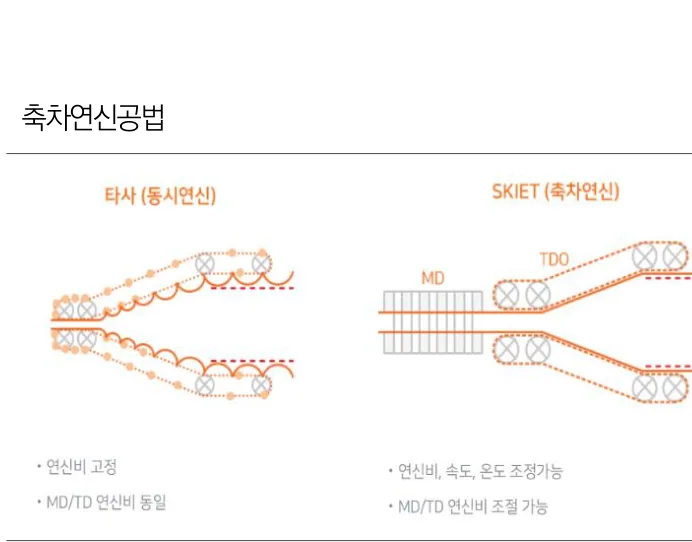 축차연신공법
타사 (동시연신)
SKIET (축차연신)
MD
TDO
• 연신비 고정
• MD/TD 연신비 동일
• 연신비, 속도, 온도 조정가능
• MD/TD 연신비 조절 가능